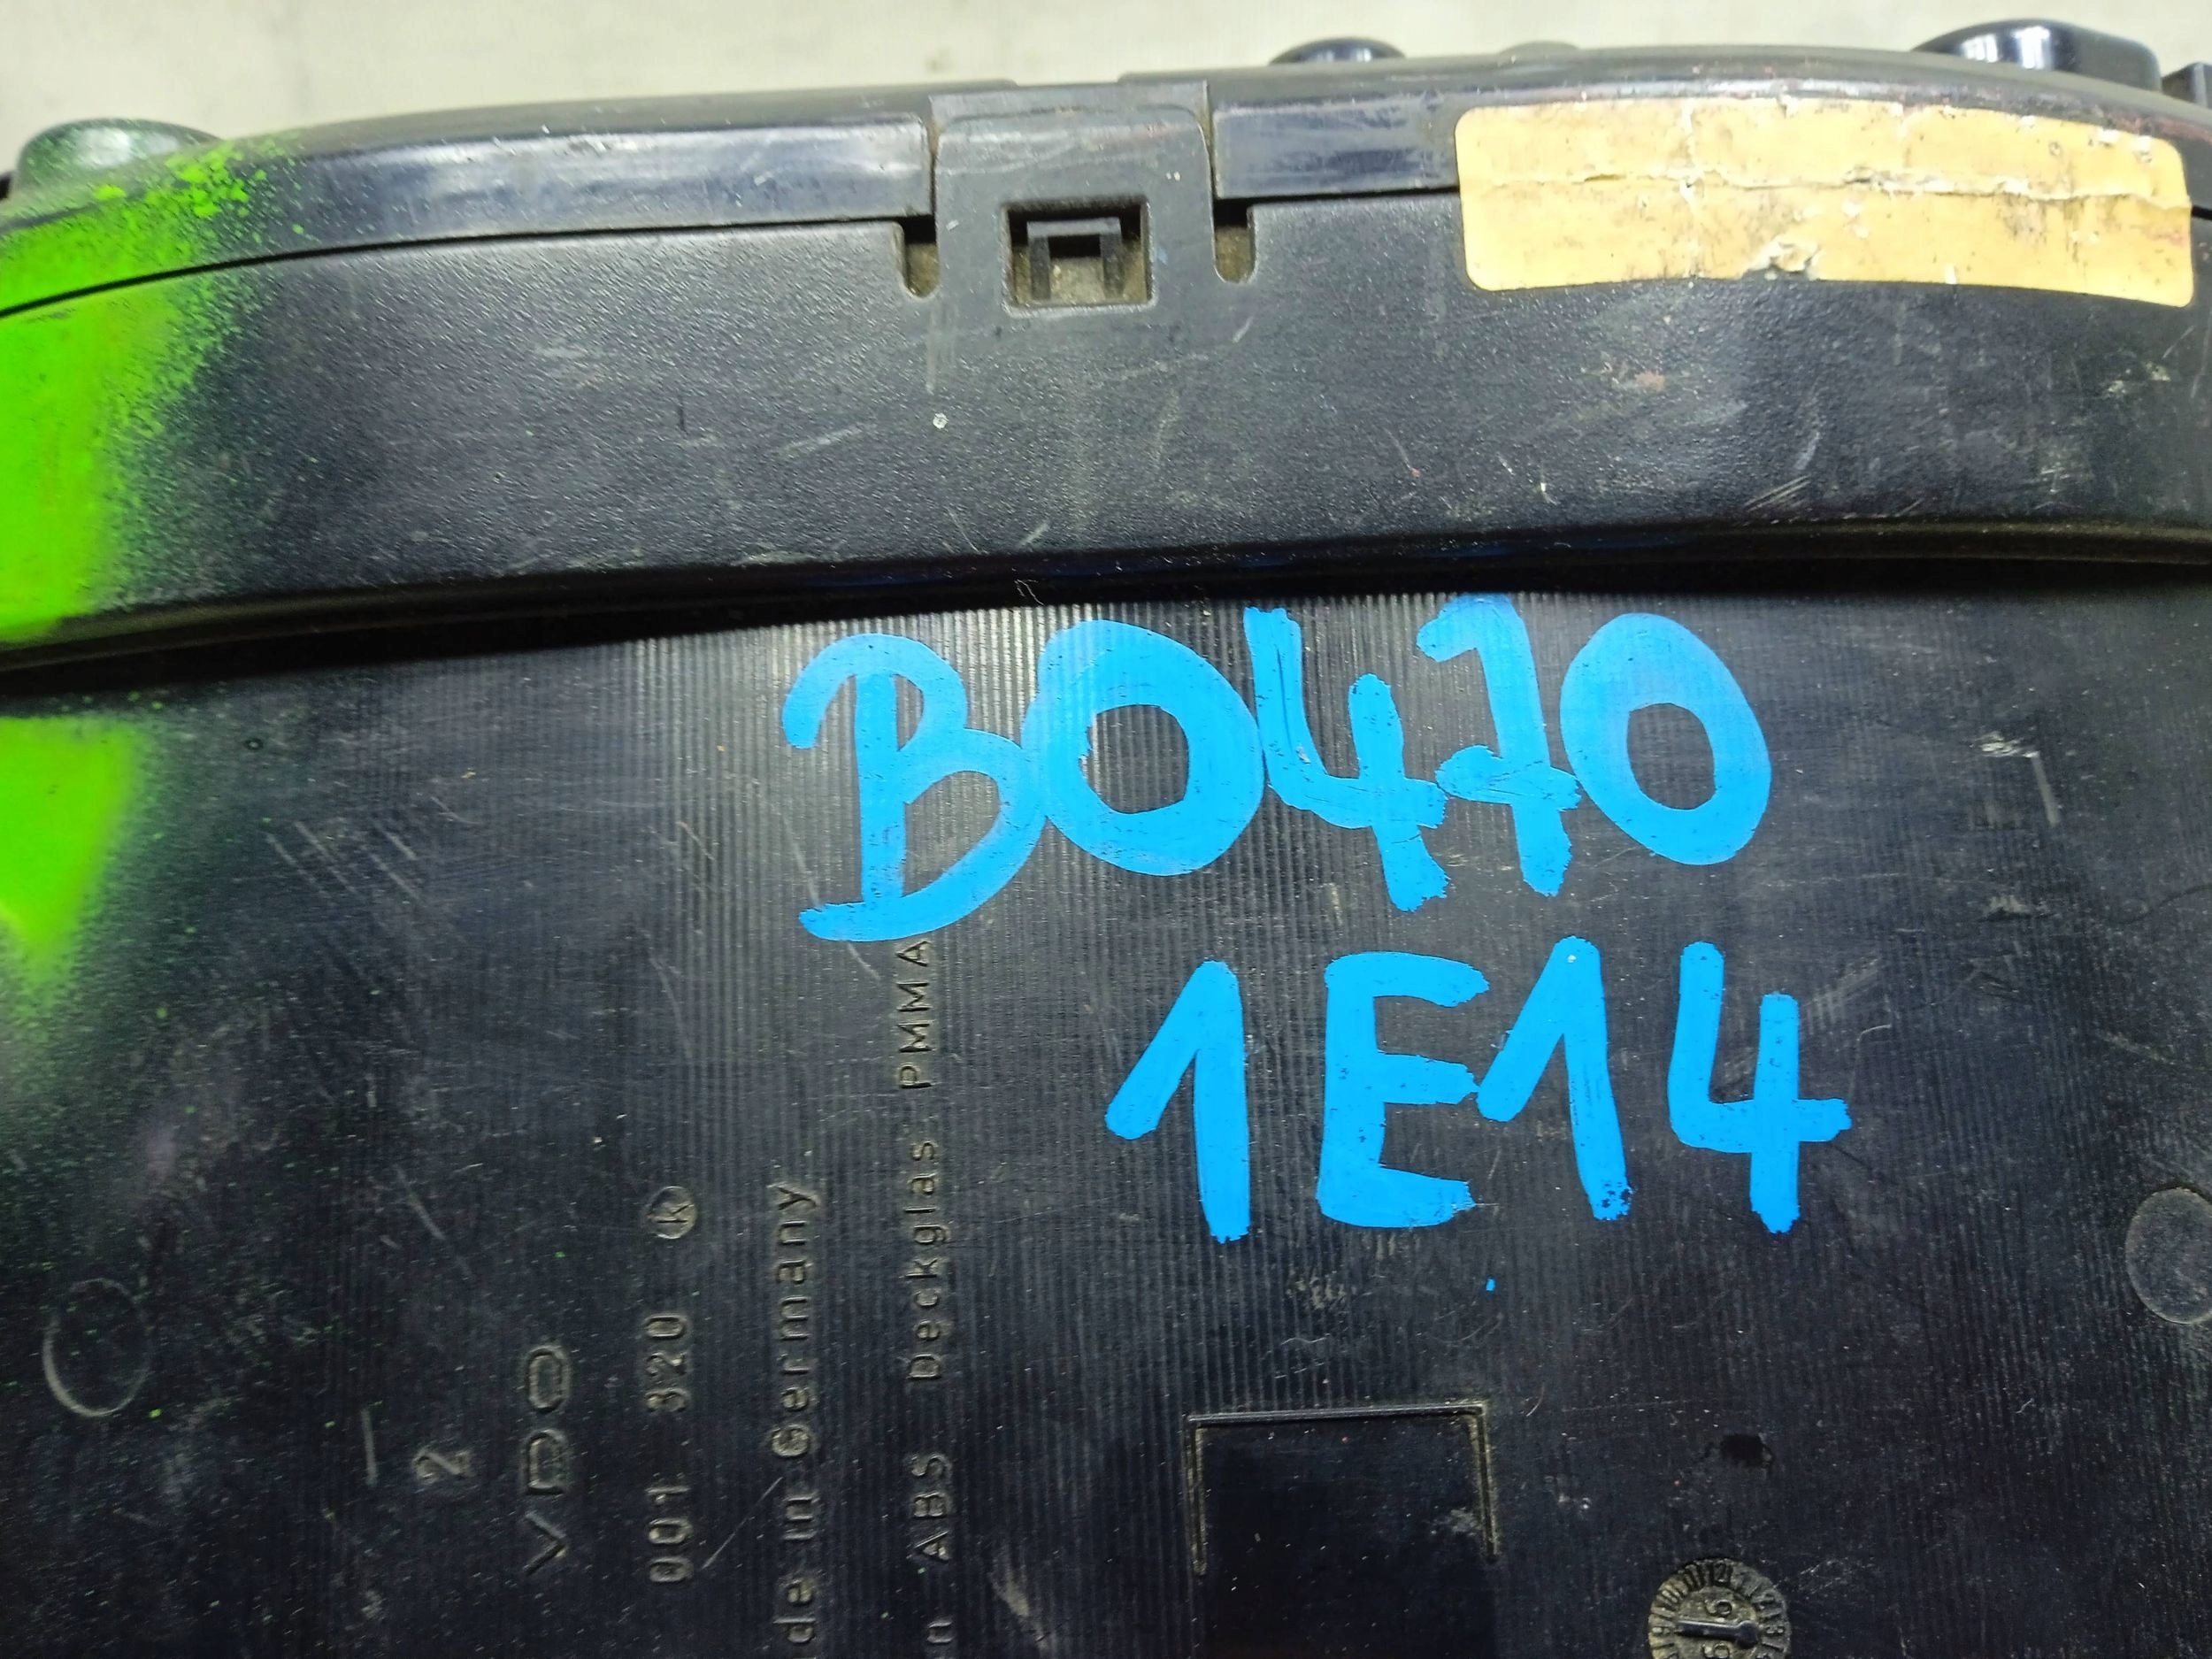 B0470
1E14
2
VDO
001 320 k
de in Germany
n ABS Deckglas PMMA